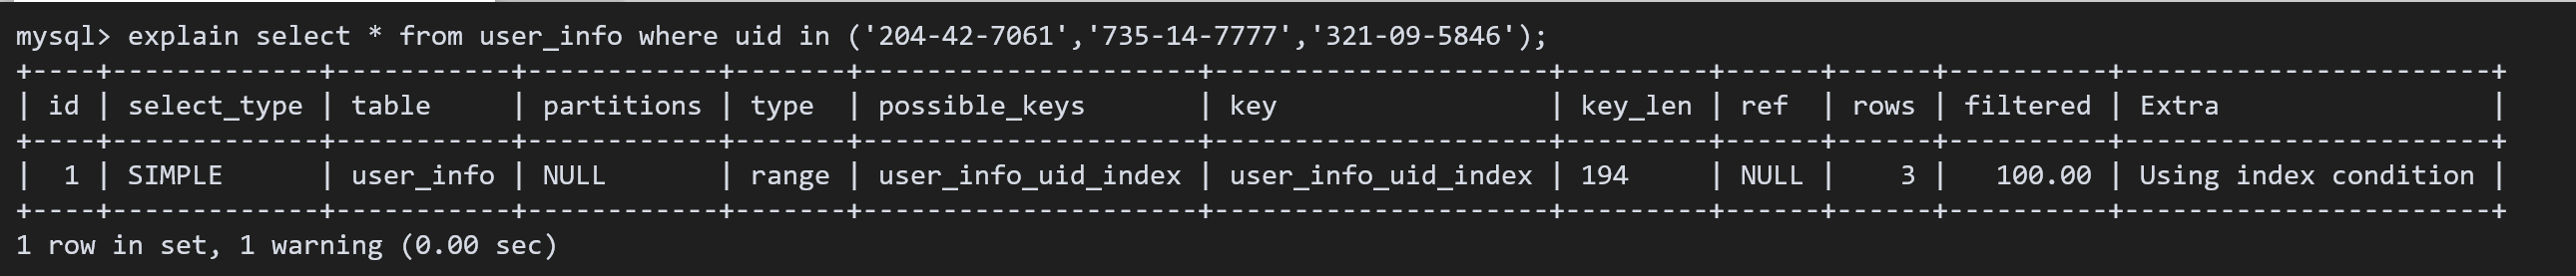 mysql> explain select * from user_info where uid in ('204-42-7061','735-14-7777','321-09-5846');
+----+-------------+-----------+------------+-------+---------------------+---------------------+---------+------+------+----------+-----------------------+
| id | select_type | table     | partitions | type  | possible_keys       | key                 | key_len | ref  | rows | filtered | Extra                 |
+----+-------------+-----------+------------+-------+---------------------+---------------------+---------+------+------+----------+-----------------------+
|  1 | SIMPLE      | user_info | NULL       | range | user_info_uid_index | user_info_uid_index | 194     | NULL |    3 |   100.00 | Using index condition |
+----+-------------+-----------+------------+-------+---------------------+---------------------+---------+------+------+----------+-----------------------+
1 row in set, 1 warning (0.00 sec)